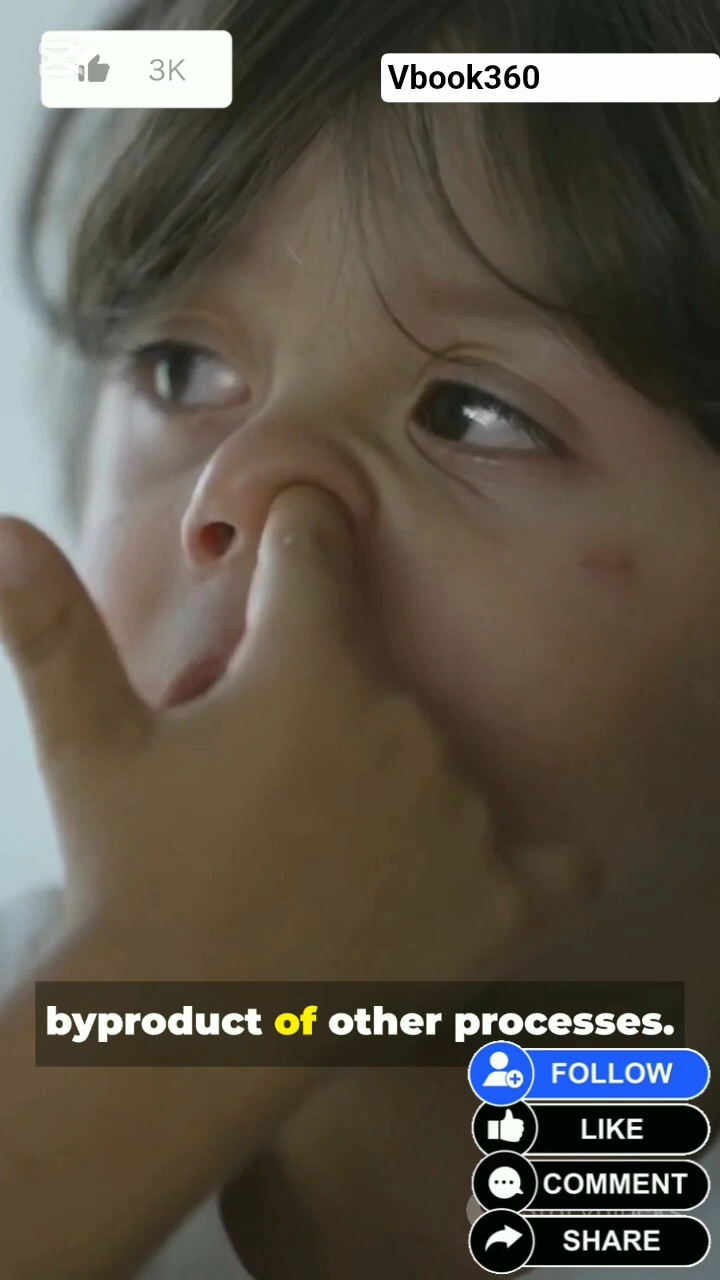 3K
Vbook360
byproduct of other processes.
FOLLOW
LIKE
COMMENT
SHARE